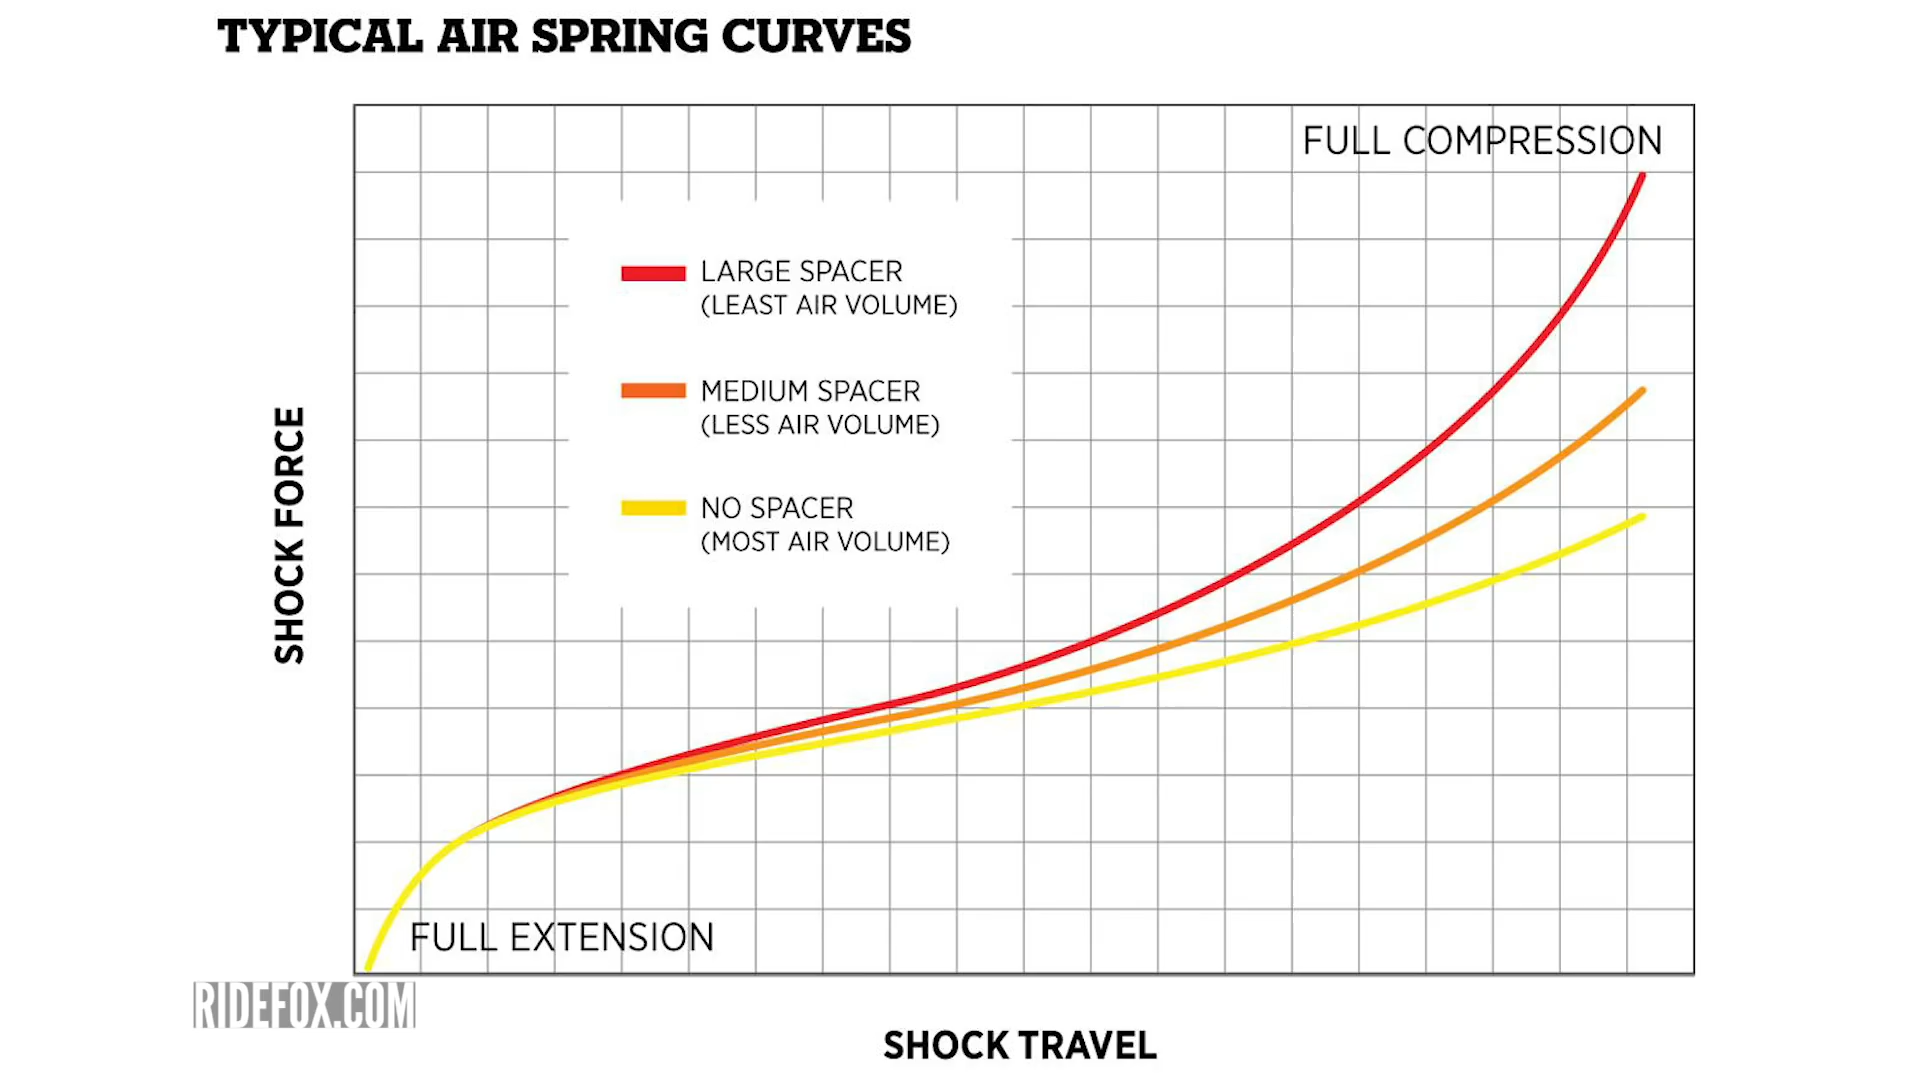 TYPICAL AIR SPRING CURVES
FULL COMPRESSION
LARGE SPACER
(LEAST AIR VOLUME)
MEDIUM SPACER
(LESS AIR VOLUME)
NO SPACER
(MOST AIR VOLUME)
SHOCK FORCE
FULL EXTENSION
RIDEFOX.COM
SHOCK TRAVEL